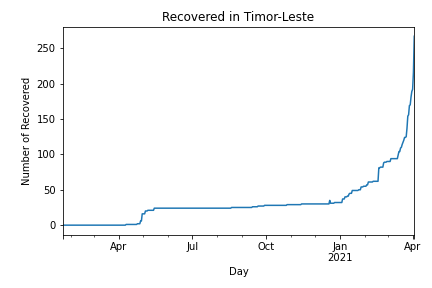 Recovered in Timor-Leste
Number of Recovered
250
200
150
100
50
0
Apr
Jul
Oct
Jan
2021
Apr
Day